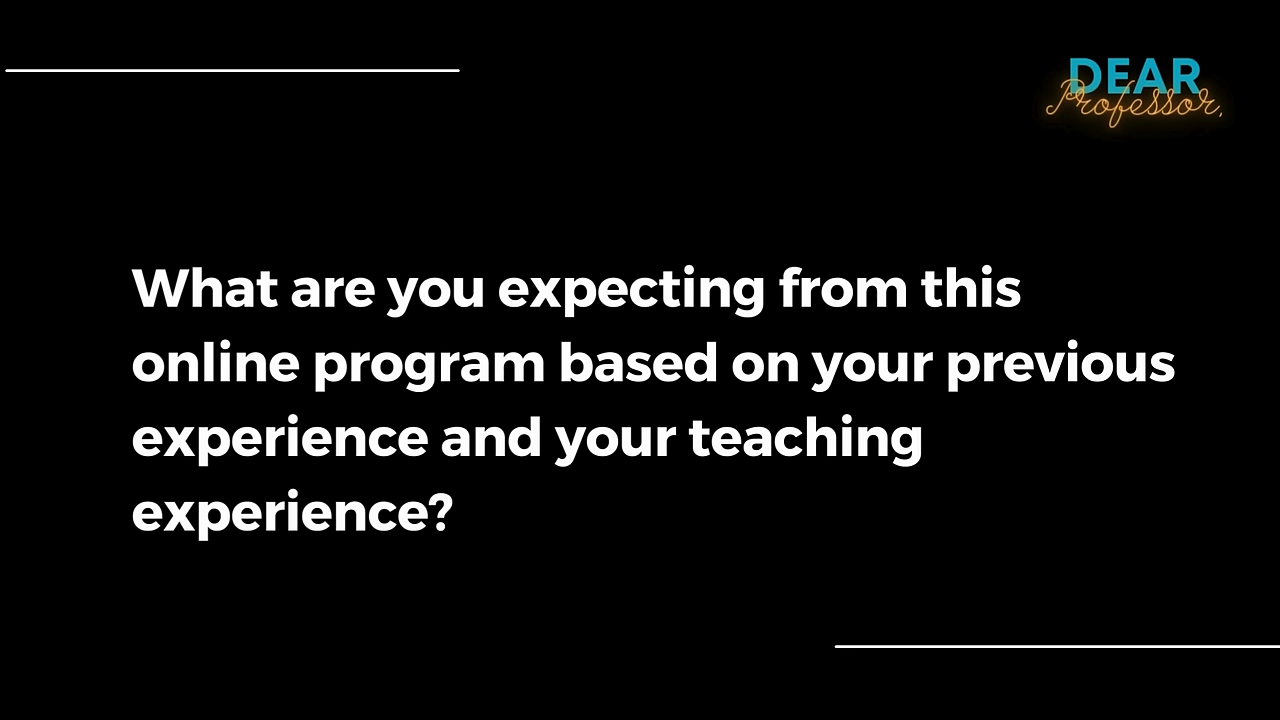 DEAR
Professor,
What are you expecting from this
online program based on your previous
experience and your teaching
experience?